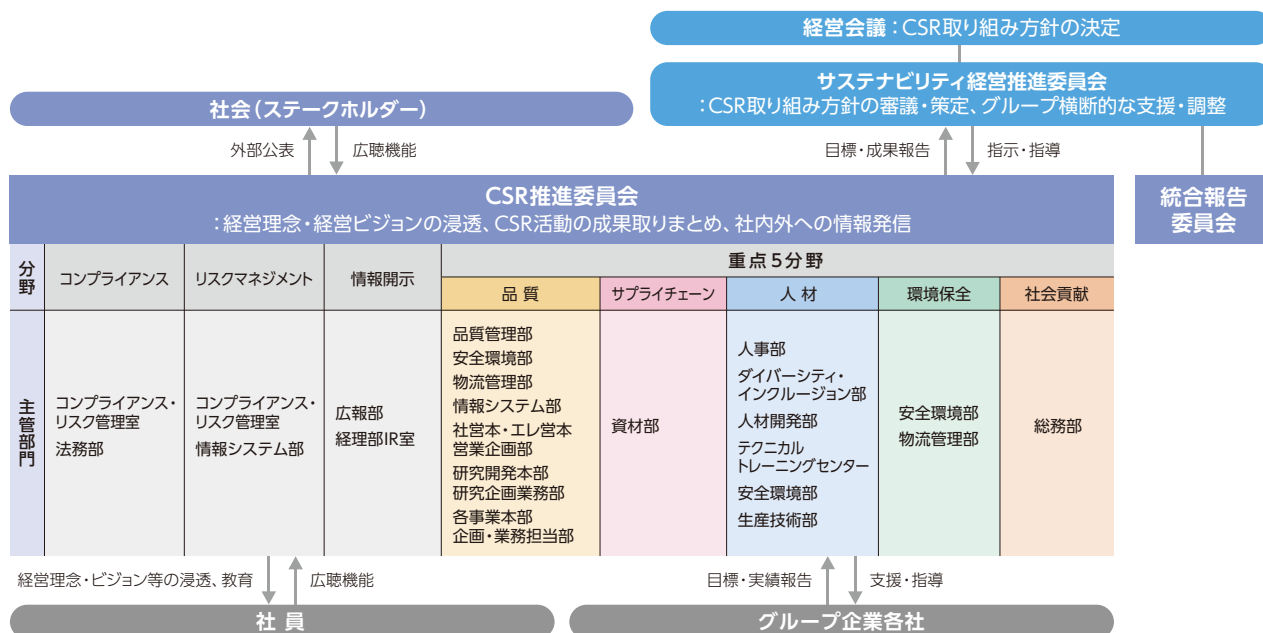 経営会議：CSR取り組み方針の決定
サステナビリティ経営推進委員会
：CSR取り組み方針の審議・策定、グループ横断的な支援・調整
社会（ステークホルダー）
外部公表
広聴機能
目標・成果報告
指示・指導
CSR推進委員会
：経営理念・経営ビジョンの浸透、CSR活動の成果取りまとめ、社内外への情報発信
統合報告
委員会
分野
コンプライアンス
リスクマネジメント
情報開示
重点5分野
品質
サプライチェーン
人材
環境保全
社会貢献
主管部門
コンプライアンス・
リスク管理室
法務部
コンプライアンス・
リスク管理室
情報システム部
広報部
経理部IR室
品質管理部
安全環境部
物流管理部
情報システム部
社営本・エレ営本
営業企画部
研究開発本部
研究企画業務部
各事業本部
企画・業務担当部
資材部
人事部
ダイバーシティ・
インクルージョン部
人材開発部
テクニカル
トレーニングセンター
安全環境部
生産技術部
安全環境部
物流管理部
総務部
経営理念・ビジョン等の浸透、教育
広聴機能
目標・実績報告
支援・指導
社員
グループ企業各社